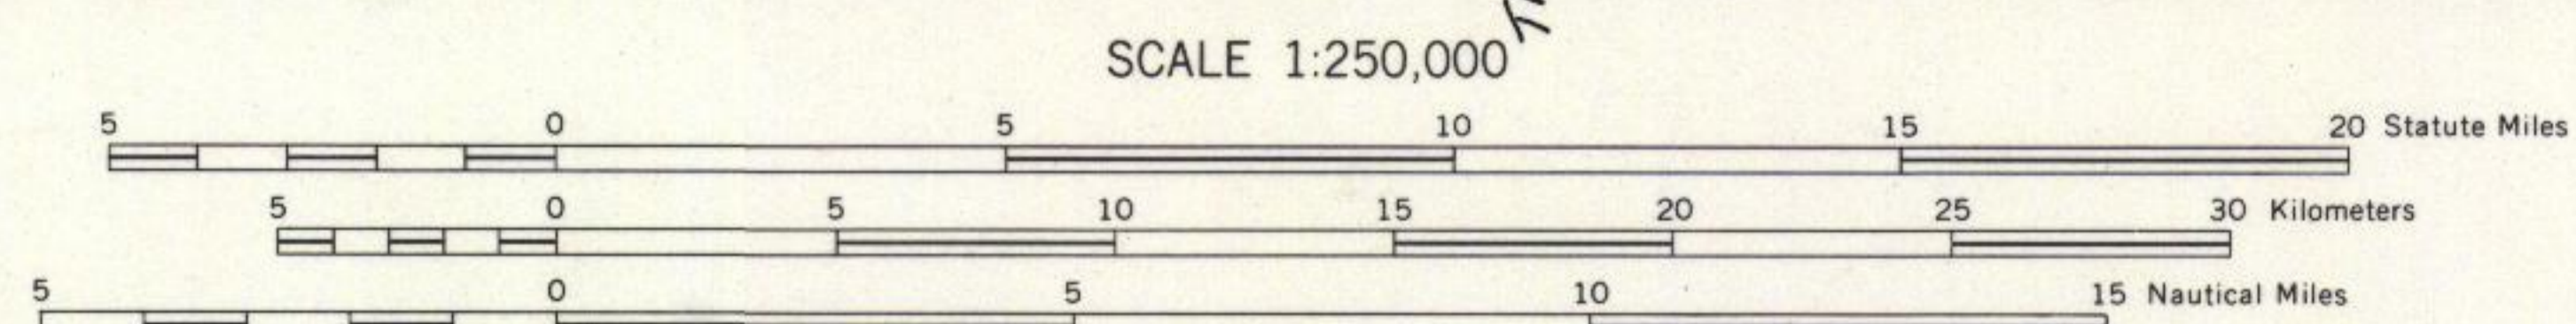 SCALE 1:250,000
5 0 5 10 15 20 Statute Miles
5 0 5 10 15 20 25 30 Kilometers
5 0 5 10 15 Nautical Miles